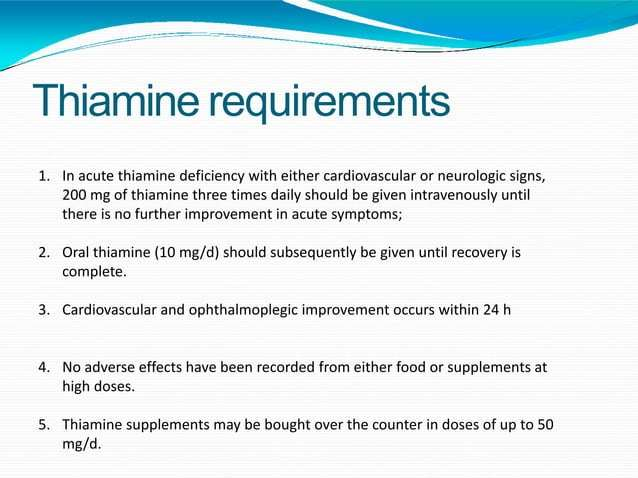 Thiamine requirements
1. In acute thiamine deficiency with either cardiovascular or neurologic signs,
200 mg of thiamine three times daily should be given intravenously until
there is no further improvement in acute symptoms;
2. Oral thiamine (10 mg/d) should subsequently be given until recovery is
complete.
3. Cardiovascular and ophthalmoplegic improvement occurs within 24 h
4. No adverse effects have been recorded from either food or supplements at
high doses.
5. Thiamine supplements may be bought over the counter in doses of up to 50
mg/d.